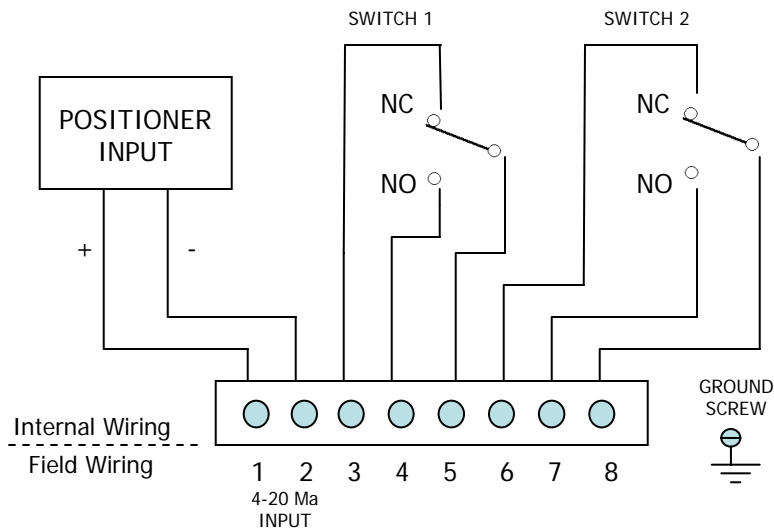 SWITCH 1
SWITCH 2
POSITIONER
INPUT
NC
NO
NC
NO
+
-
GROUND
SCREW
Internal Wiring
Field Wiring
1 2 3 4 5 6 7 8
4-20 Ma
INPUT